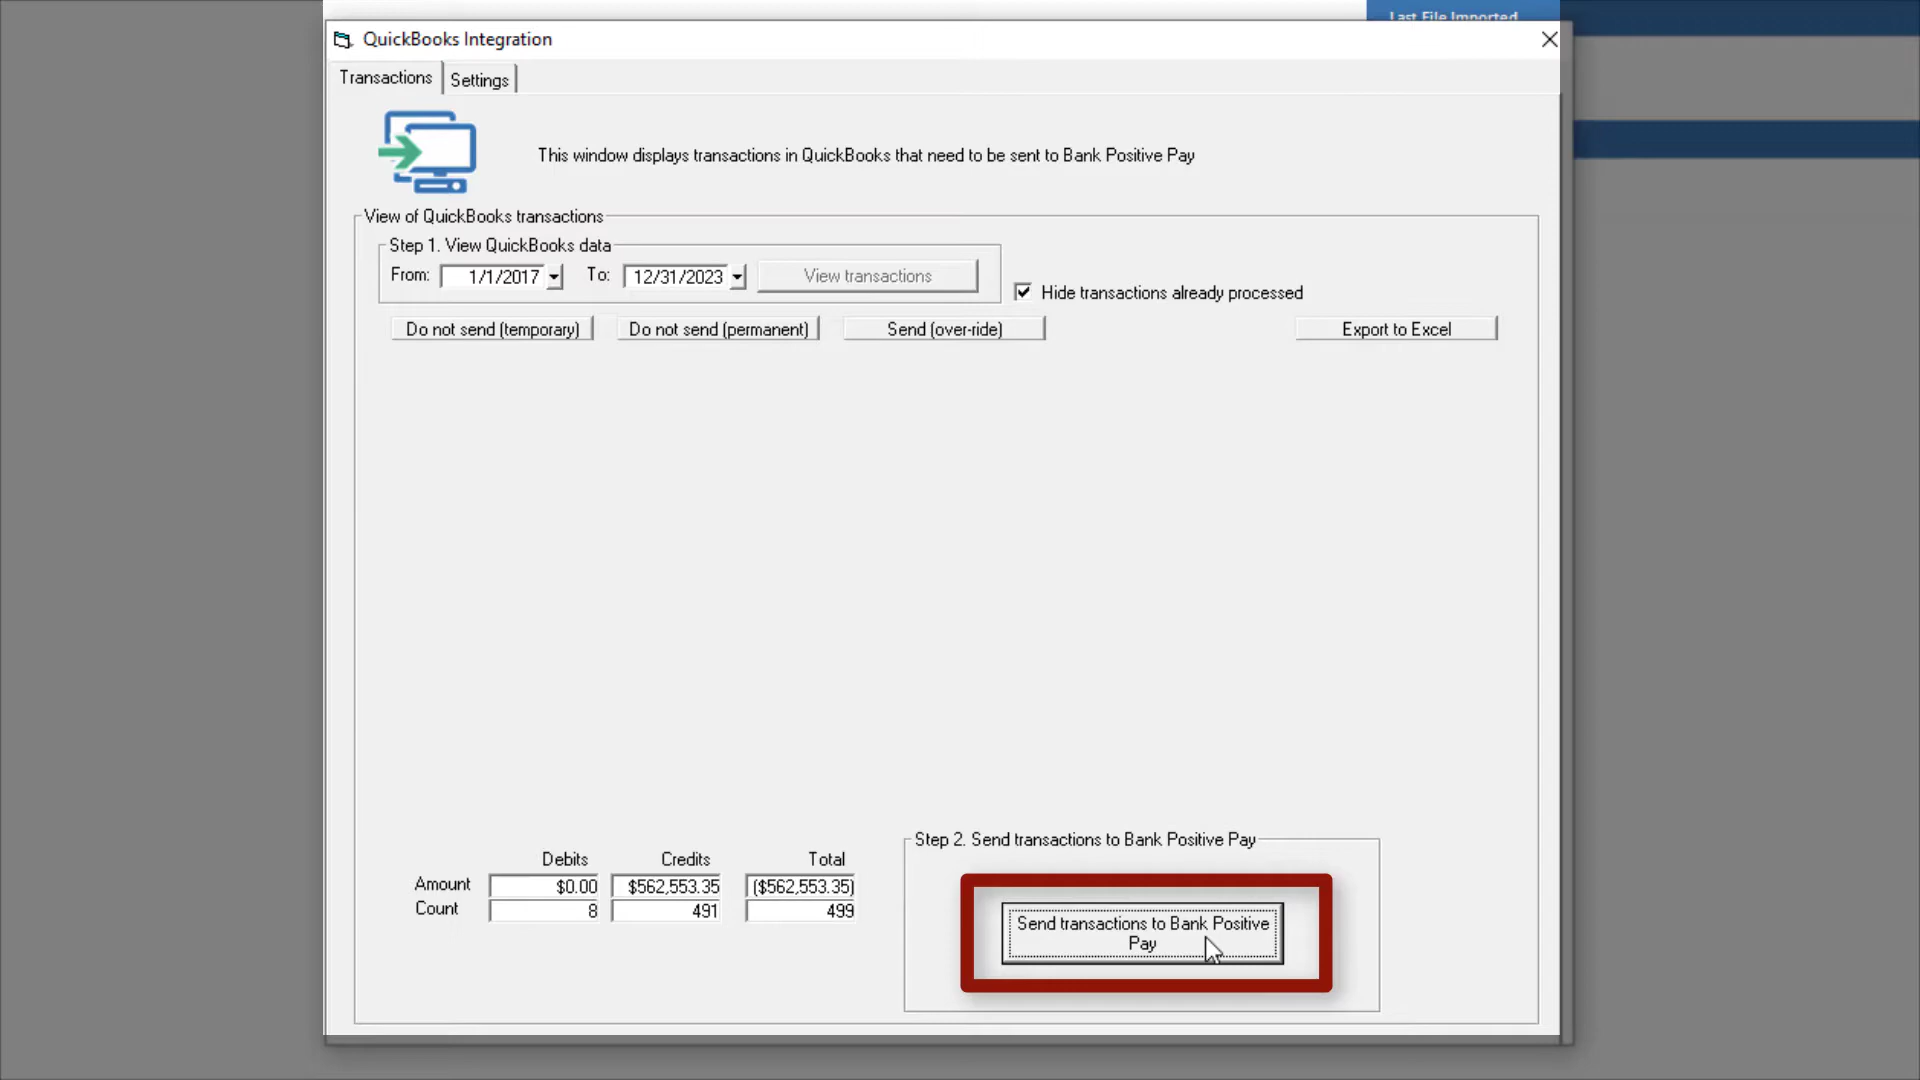 Last File Imported
QuickBooks Integration
Transactions
Settings
This window displays transactions in QuickBooks that need to be sent to Bank Positive Pay
View of QuickBooks transactions
Step 1. View QuickBooks data
From: 1/1/2017 To: 12/31/2023 View transactions
Hide transactions already processed
Do not send (temporary) Do not send (permanent) Send (over-ride) Export to Excel
Step 2. Send transactions to Bank Positive Pay
Debits Credits Total
Amount $0.00 $562,553.35 ($562,553.35)
Count 8 491 499
Send transactions to Bank Positive
Pay